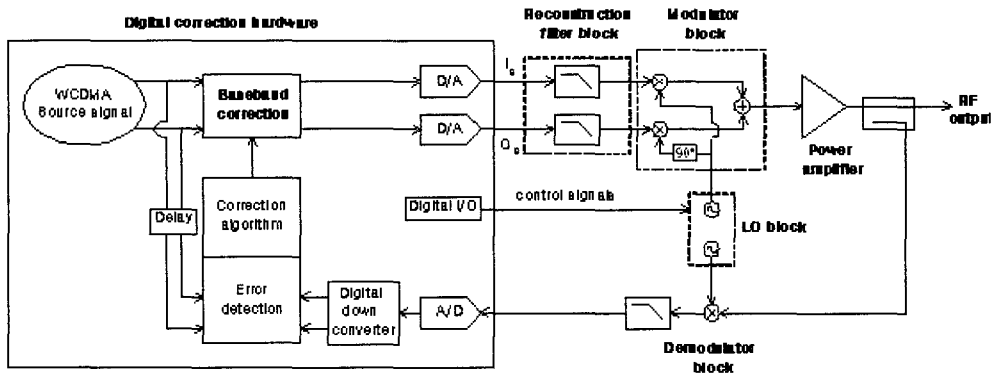 Digital correction hardware
Reconstruction
filter block
Modulator
block
WCDMA
Source signal
Baseband
correction
D/A
D/A
I
Q
90°
Power
amplifier
RF
output
Delay
Correction
algorithm
Digital I/O
control signals
LO block
Error
detection
Digital
down
converter
A/D
Demodulator
block